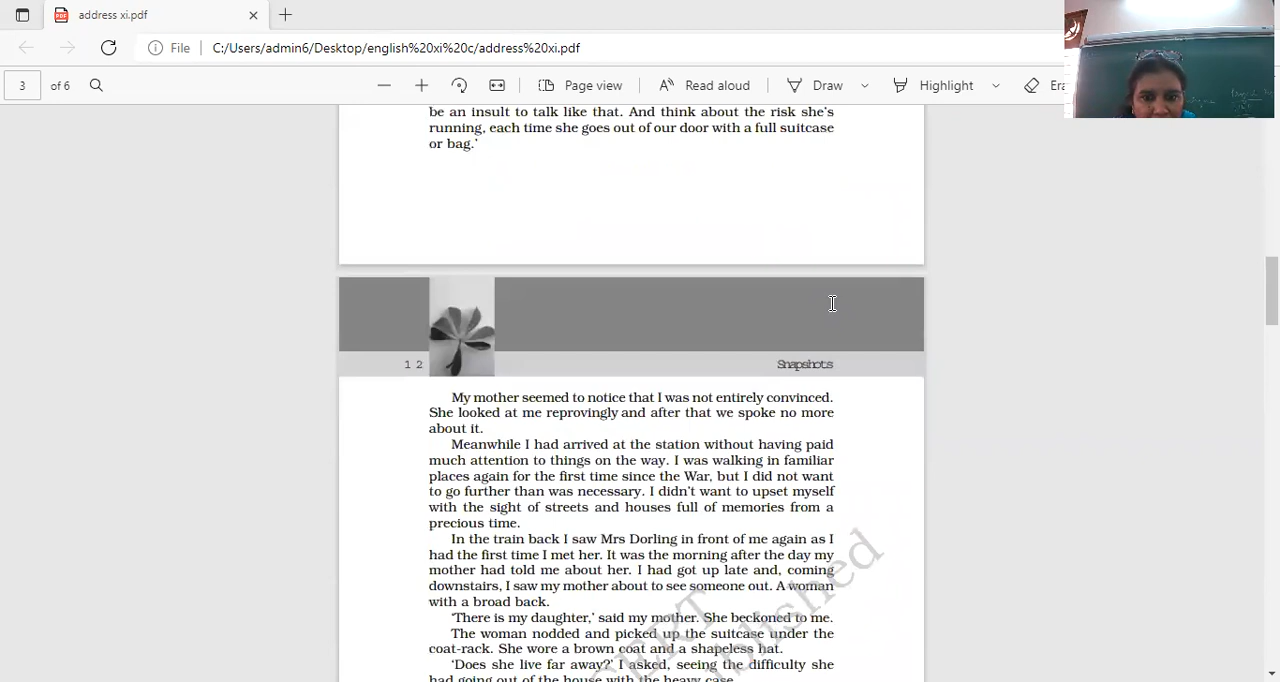 address xi.pdf
File
C:/Users/admin6/Desktop/english%20xi%20c/address%20xi.pdf
3 of 6
Page view
Read aloud
Draw
Highlight
Era
be an insult to talk like that. And think about the risk she's
running, each time she goes out of our door with a full suitcase
or bag.'
1 2
Snapshots
My mother seemed to notice that I was not entirely convinced.
She looked at me reprovingly and after that we spoke no more
about it.
Meanwhile I had arrived at the station without having paid
much attention to things on the way. I was walking in familiar
places again for the first time since the War, but I did not want
to go further than was necessary. I didn't want to upset myself
with the sight of streets and houses full of memories from a
precious time.
In the train back I saw Mrs Dorling in front of me again as I
had the first time I met her. It was the morning after the day my
mother had told me about her. I had got up late and, coming
downstairs, I saw my mother about to see someone out. A woman
with a broad back.
'There is my daughter,' said my mother. She beckoned to me.
The woman nodded and picked up the suitcase under the
coat-rack. She wore a brown coat and a shapeless hat.
'Does she live far away?' I asked, seeing the difficulty she
had going out of the house with the heavy case.